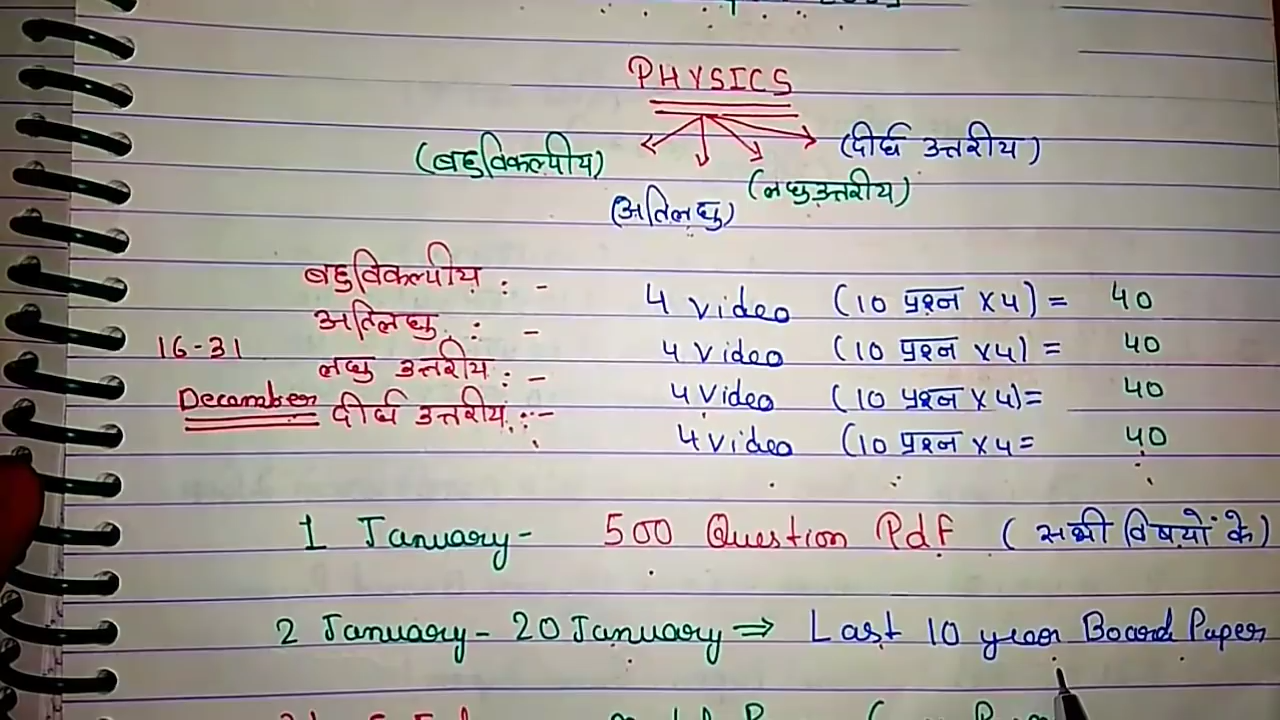 PHYSICS
(बहुविकल्पीय) (दीर्घ उत्तरीय)
(लघुउत्तरीय)
(अतिलघु)
बहुविकल्पीय : - 4 video (10 प्रश्न x4) = 40
अतिलघु : - 4 video (10 प्रश्न x4) = 40
16-31
लघु उत्तरीय : - 4 video (10 प्रश्न x4)= 40
December दीर्घ उत्तरीय :- 4 video (10 प्रश्न x4= 40
1 January- 500 Question Pdf (सभी विषयों के)
2 January - 20 January ⇒ Last 10 year Board Paper